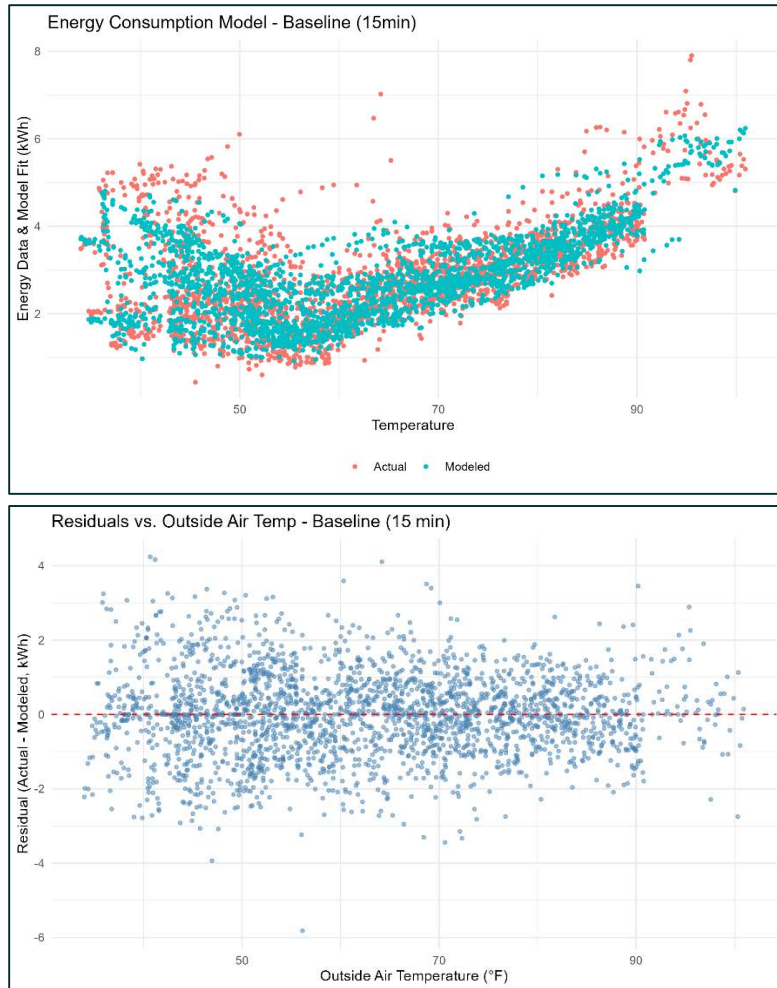 Energy Consumption Model - Baseline (15min)
Energy Data & Model Fit (kWh)
8
6
4
2
50
70
90
Temperature
Actual
Modeled
Residuals vs. Outside Air Temp - Baseline (15 min)
Residual (Actual - Modeled, kWh)
4
2
0
-2
-4
-6
50
70
90
Outside Air Temperature (°F)